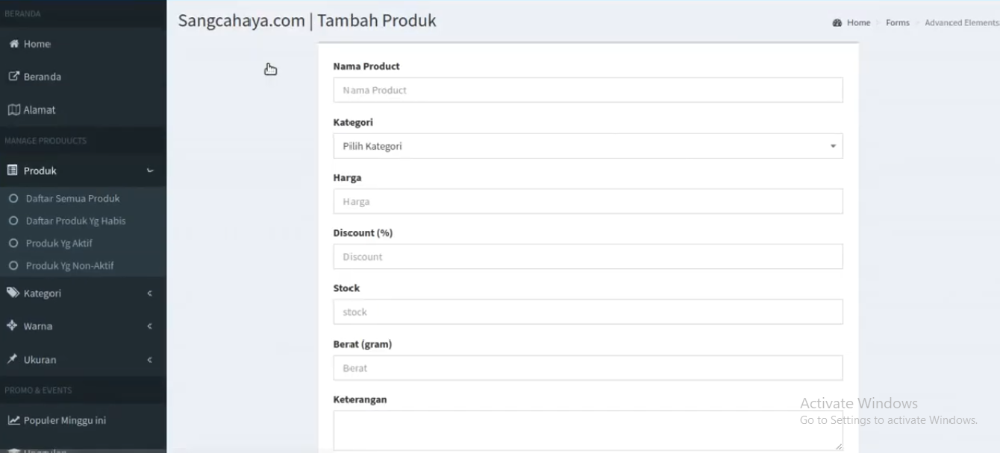 BERANDA
Home
Beranda
Alamat
MANAGE PRODUUCTS
Produk
Daftar Semua Produk
Daftar Produk Yg Habis
Produk Yg Aktif
Produk Yg Non-Aktif
Kategori
Warna
Ukuran
PROMO & EVENTS
Populer Minggu ini
Sangcahaya.com | Tambah Produk
Home
Forms
Advanced Elements
Nama Product
Nama Product
Kategori
Pilih Kategori
Harga
Harga
Discount (%)
Discount
Stock
stock
Berat (gram)
Berat
Keterangan
Activate Windows
Go to Settings to activate Windows.